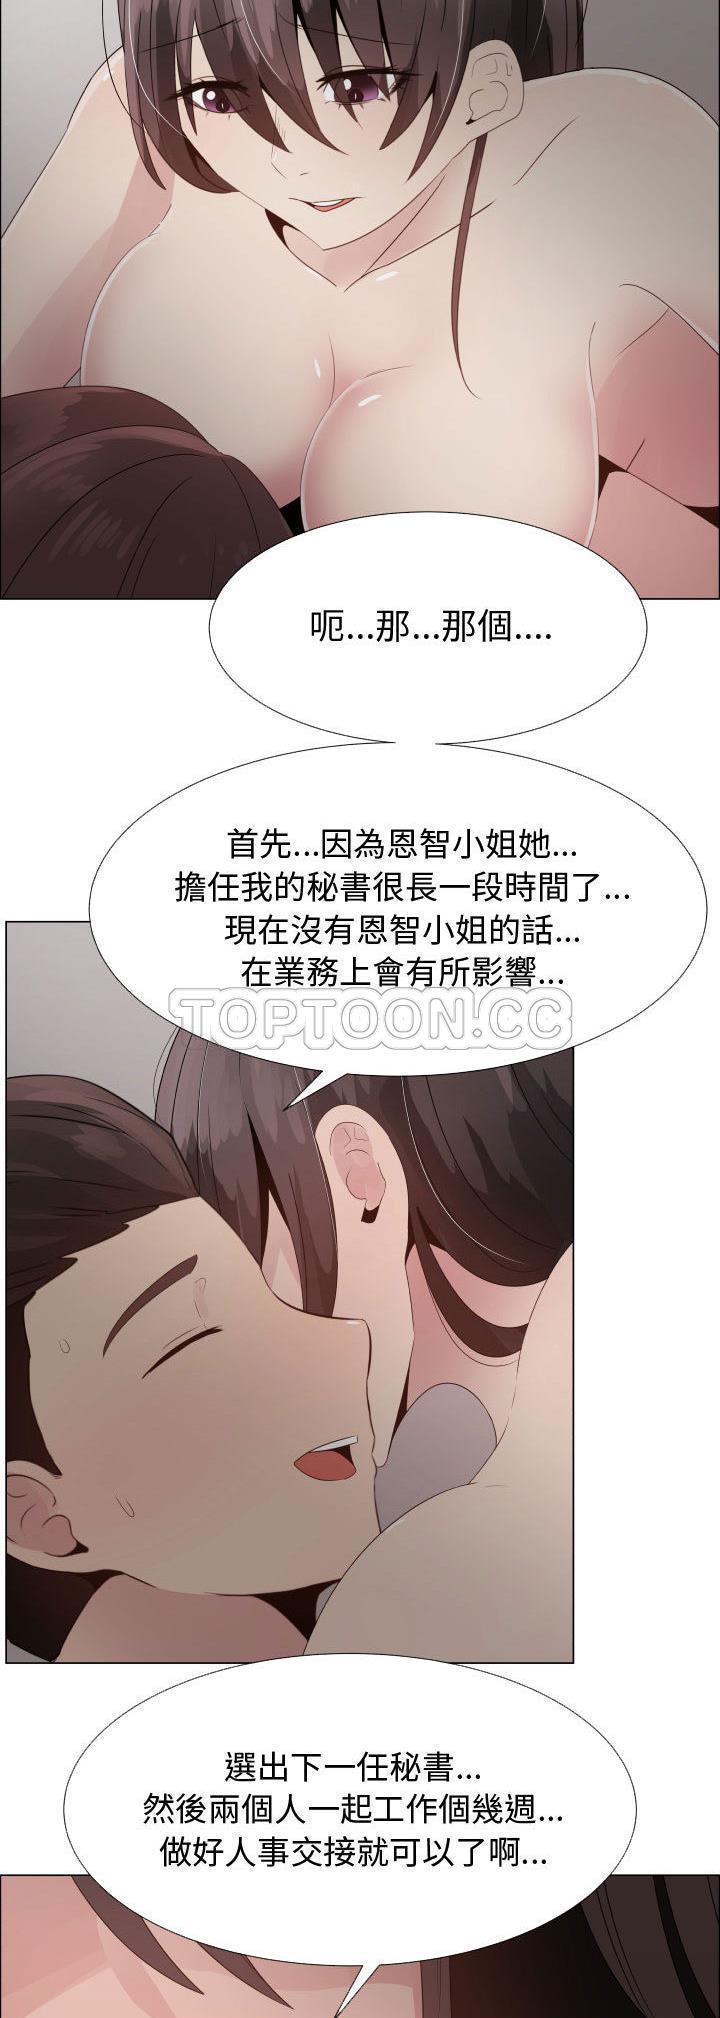 呃...那...那個....
首先...因為恩智小姐她...
擔任我的秘書很長一段時間了...
現在沒有恩智小姐的話...
在業務上會有所影響...
TOPTOON.CC
選出下一任秘書...
然後兩個人一起工作個幾週...
做好人事交接就可以了啊...